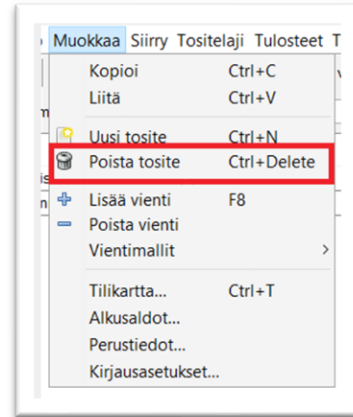 Muokkaa Siirry Tositelaji Tulosteet T
Kopioi Ctrl+C
Liitä Ctrl+V
Uusi tosite Ctrl+N
Poista tosite Ctrl+Delete
Lisää vienti F8
Poista vienti
Vientimallit >
Tilikartta... Ctrl+T
Alkusaldot...
Perustiedot...
Kirjausasetukset...